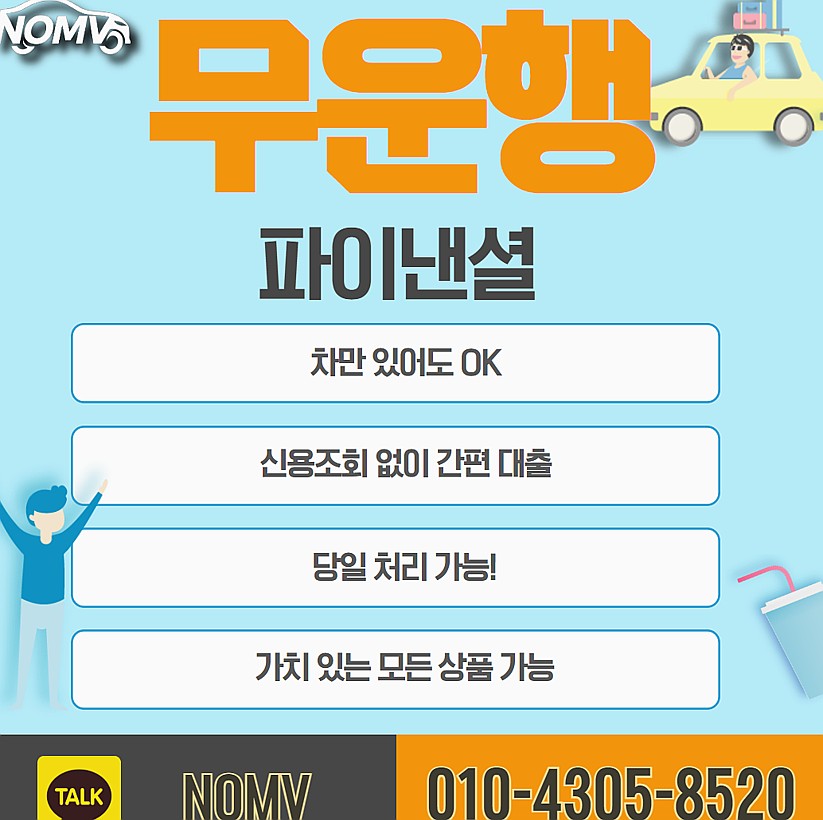 NOMV
무운행
파이낸셜
차만 있어도 OK
신용조회 없이 간편 대출
당일 처리 가능!
가치 있는 모든 상품 가능
TALK
NOMV
010-4305-8520